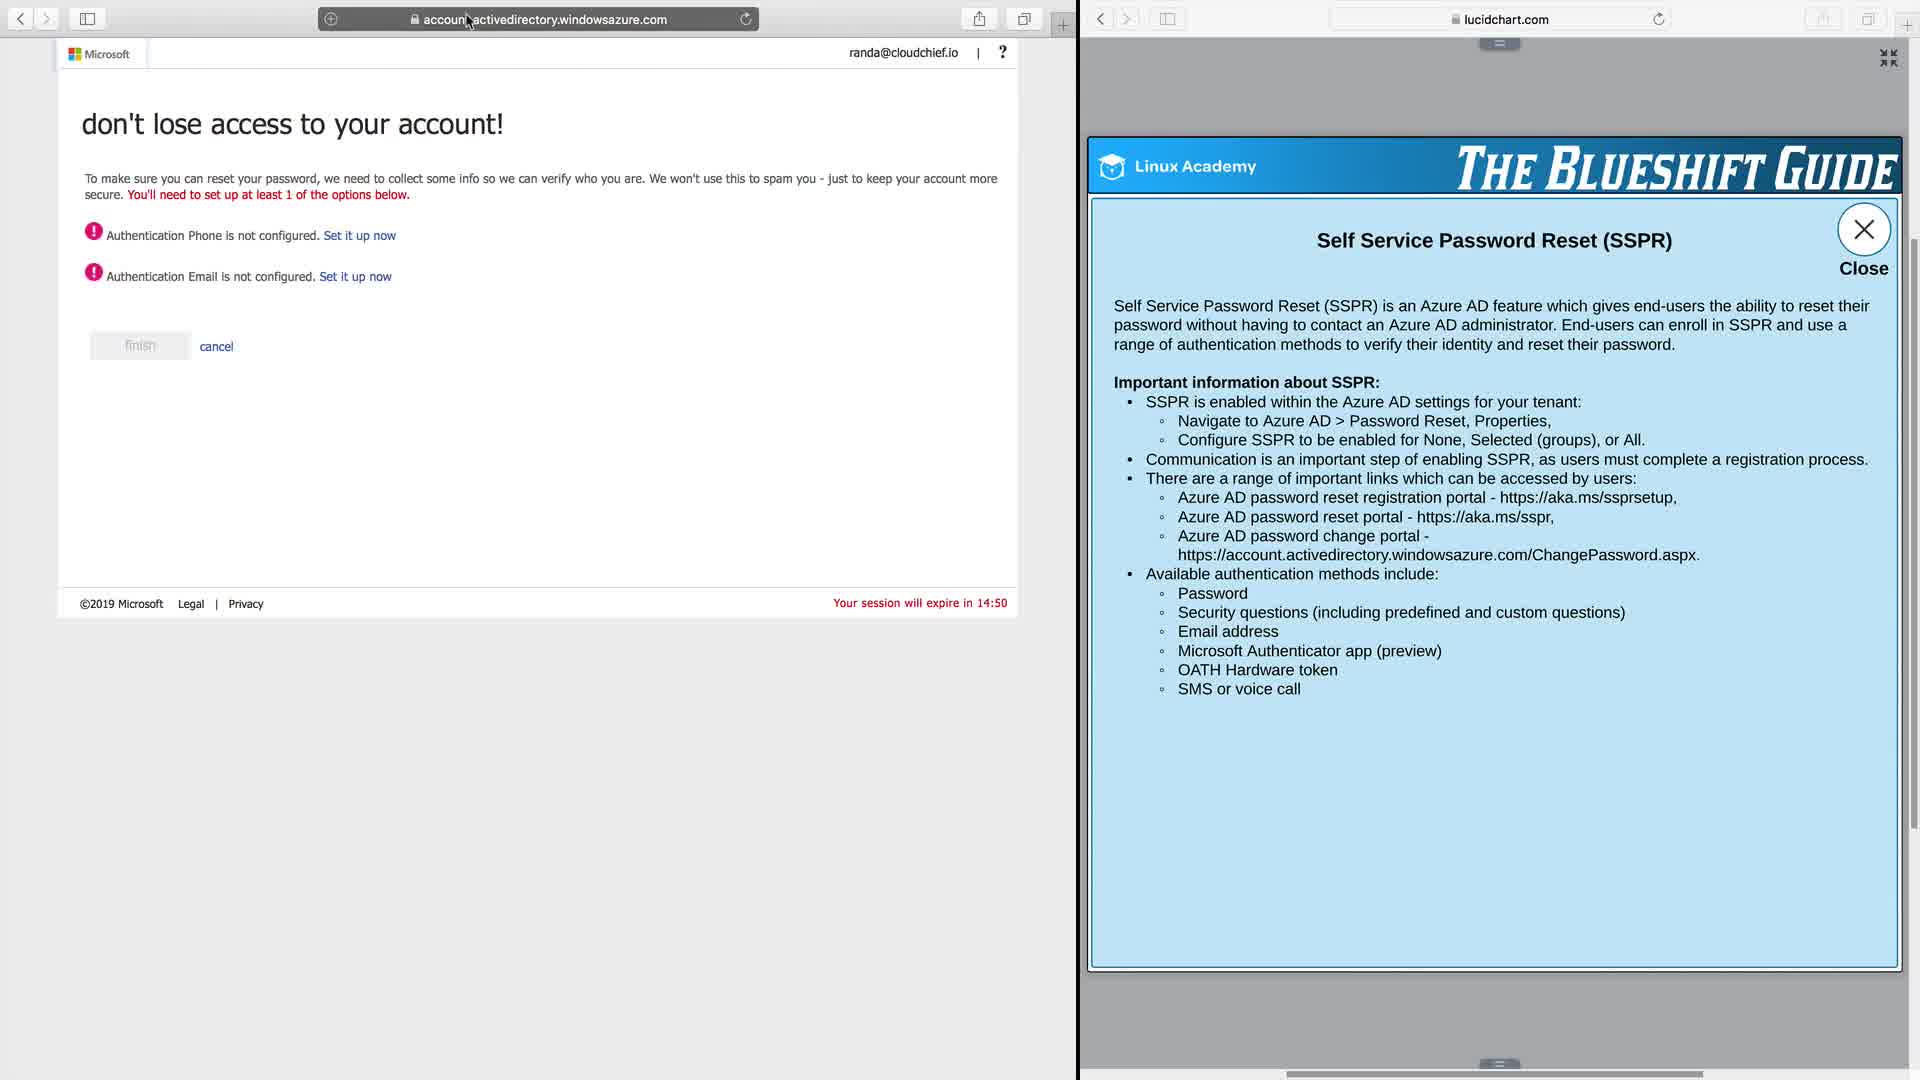 account.activedirectory.windowsazure.com
Microsoft
randa@cloudchief.io | ?
don't lose access to your account!
To make sure you can reset your password, we need to collect some info so we can verify who you are. We won't use this to spam you - just to keep your account more
secure. You'll need to set up at least 1 of the options below.
! Authentication Phone is not configured. Set it up now
! Authentication Email is not configured. Set it up now
finish cancel
©2019 Microsoft Legal | Privacy
Your session will expire in 14:50
lucidchart.com
Linux Academy
THE BLUESHIFT GUIDE
Self Service Password Reset (SSPR)
Close
Self Service Password Reset (SSPR) is an Azure AD feature which gives end-users the ability to reset their
password without having to contact an Azure AD administrator. End-users can enroll in SSPR and use a
range of authentication methods to verify their identity and reset their password.
Important information about SSPR:
• SSPR is enabled within the Azure AD settings for your tenant:
◦ Navigate to Azure AD > Password Reset, Properties,
◦ Configure SSPR to be enabled for None, Selected (groups), or All.
• Communication is an important step of enabling SSPR, as users must complete a registration process.
• There are a range of important links which can be accessed by users:
◦ Azure AD password reset registration portal - https://aka.ms/ssprsetup,
◦ Azure AD password reset portal - https://aka.ms/sspr,
◦ Azure AD password change portal -
https://account.activedirectory.windowsazure.com/ChangePassword.aspx.
• Available authentication methods include:
◦ Password
◦ Security questions (including predefined and custom questions)
◦ Email address
◦ Microsoft Authenticator app (preview)
◦ OATH Hardware token
◦ SMS or voice call